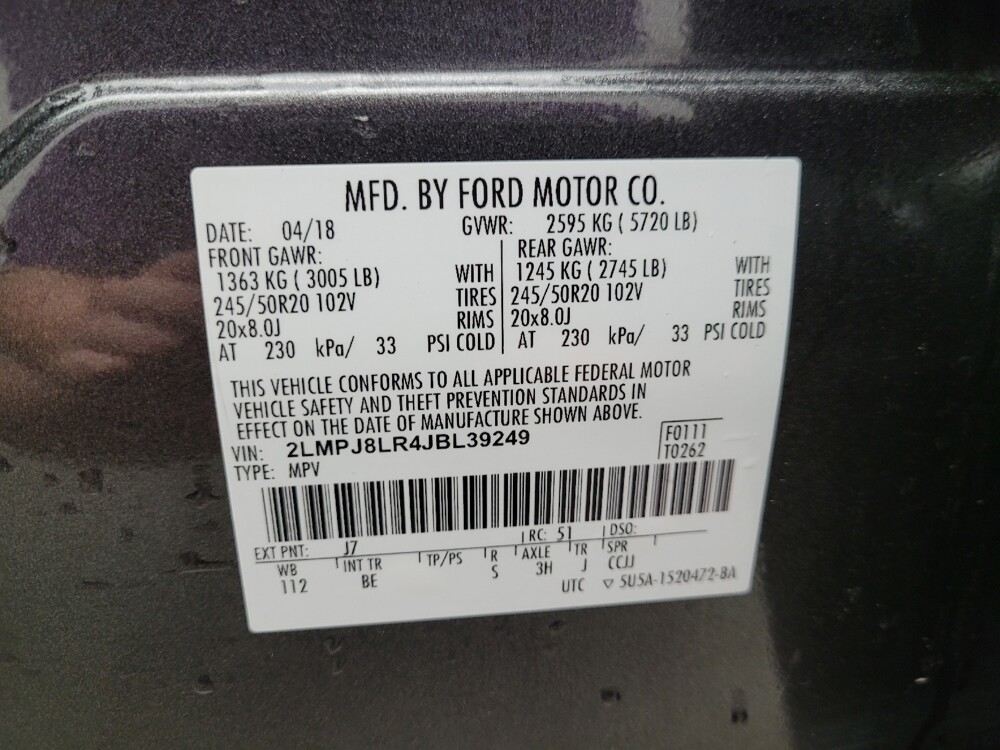 MFD. BY FORD MOTOR CO.
DATE: 04/18 GVWR: 2595 KG ( 5720 LB)
FRONT GAWR: REAR GAWR:
1363 KG ( 3005 LB) WITH 1245 KG ( 2745 LB) WITH
245/50R20 102V TIRES 245/50R20 102V TIRES
20x8.0J RIMS 20x8.0J RIMS
AT 230 kPa/ 33 PSI COLD AT 230 kPa/ 33 PSI COLD
THIS VEHICLE CONFORMS TO ALL APPLICABLE FEDERAL MOTOR
VEHICLE SAFETY AND THEFT PREVENTION STANDARDS IN
EFFECT ON THE DATE OF MANUFACTURE SHOWN ABOVE.
VIN: 2LMPJ8LR4JBL39249 F0111
TYPE: MPV T0262
EXT PNT: J7 RC: 51 DSO:
WB INT TR TP/PS R AXLE TR SPR
112 BE S 3H J CCJJ
UTC ▽ 5U5A-1520472-BA